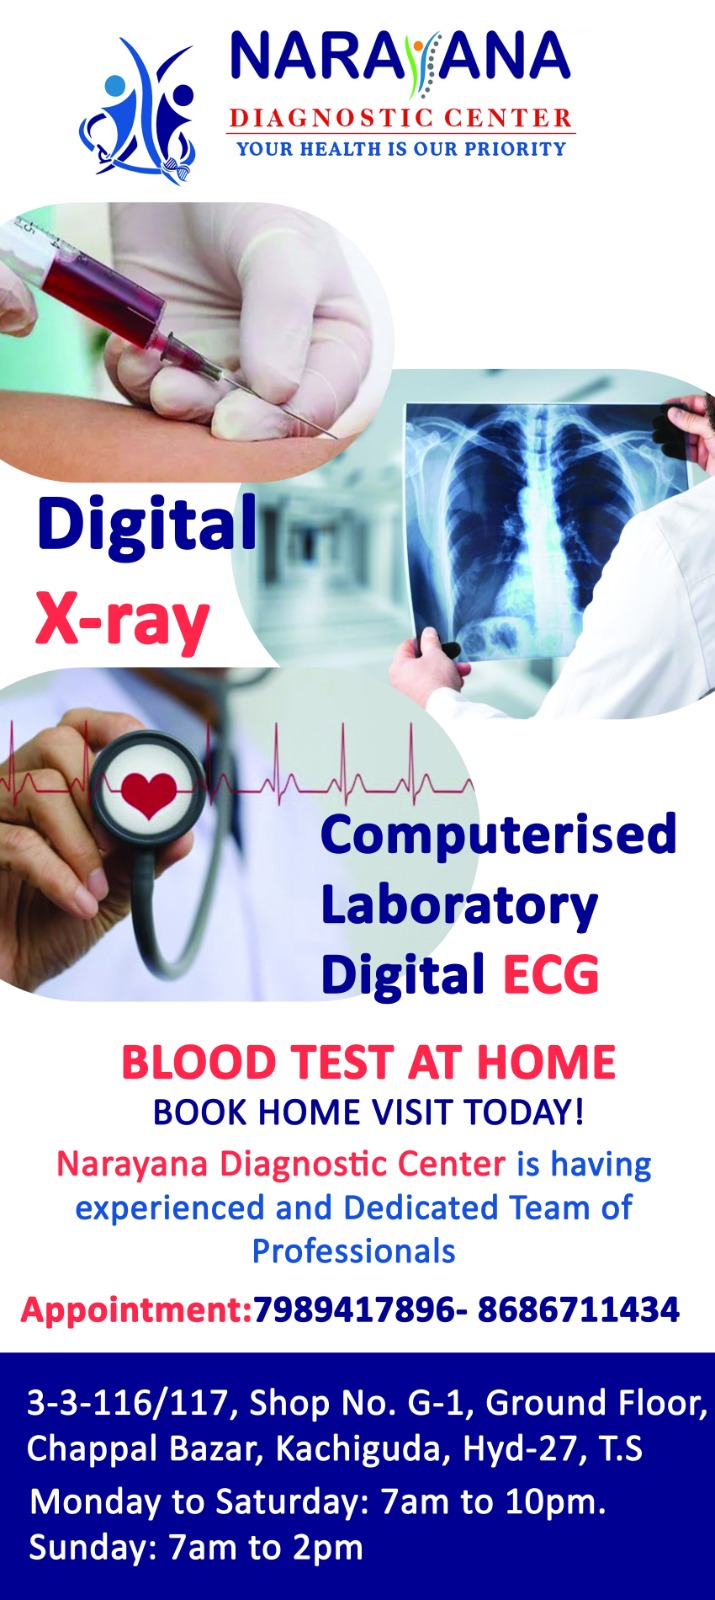 NARAYANA
DIAGNOSTIC CENTER
YOUR HEALTH IS OUR PRIORITY
Digital
X-ray
Computerised
Laboratory
Digital ECG
BLOOD TEST AT HOME
BOOK HOME VISIT TODAY!
Narayana Diagnostic Center is having
experienced and Dedicated Team of
Professionals
Appointment:7989417896- 8686711434
3-3-116/117, Shop No. G-1, Ground Floor,
Chappal Bazar, Kachiguda, Hyd-27, T.S
Monday to Saturday: 7am to 10pm.
Sunday: 7am to 2pm